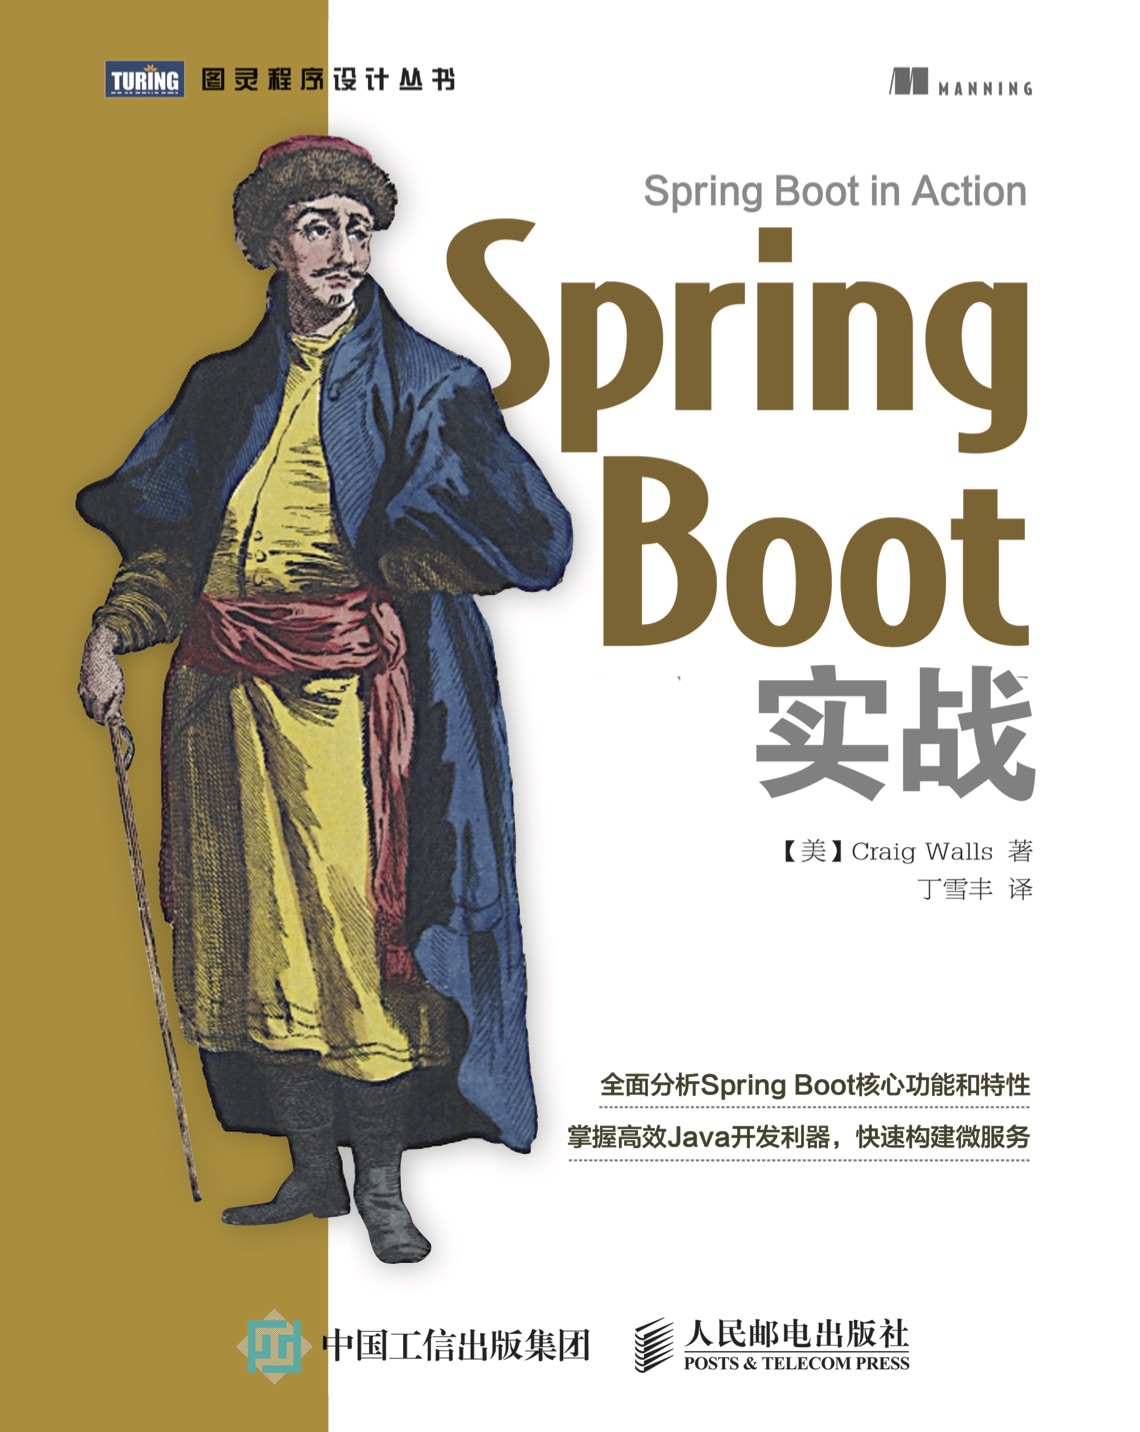 TURING 图灵程序设计丛书
MANNING
Spring Boot in Action
Spring
Boot
实战
【美】Craig Walls 著
丁雪丰 译
全面分析Spring Boot核心功能和特性
掌握高效Java开发利器，快速构建微服务
中国工信出版集团
人民邮电出版社
POSTS & TELECOM PRESS